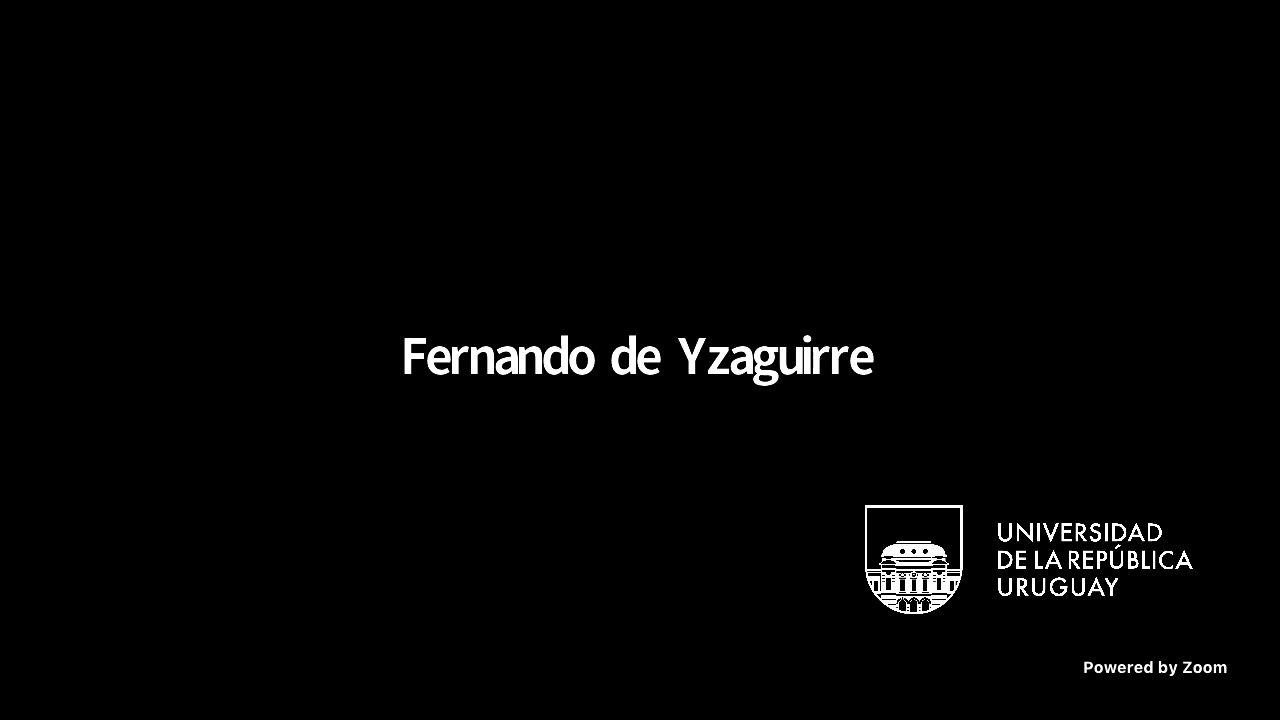 Fernando de Yzaguirre
UNIVERSIDAD
DE LA REPÚBLICA
URUGUAY
Powered by Zoom